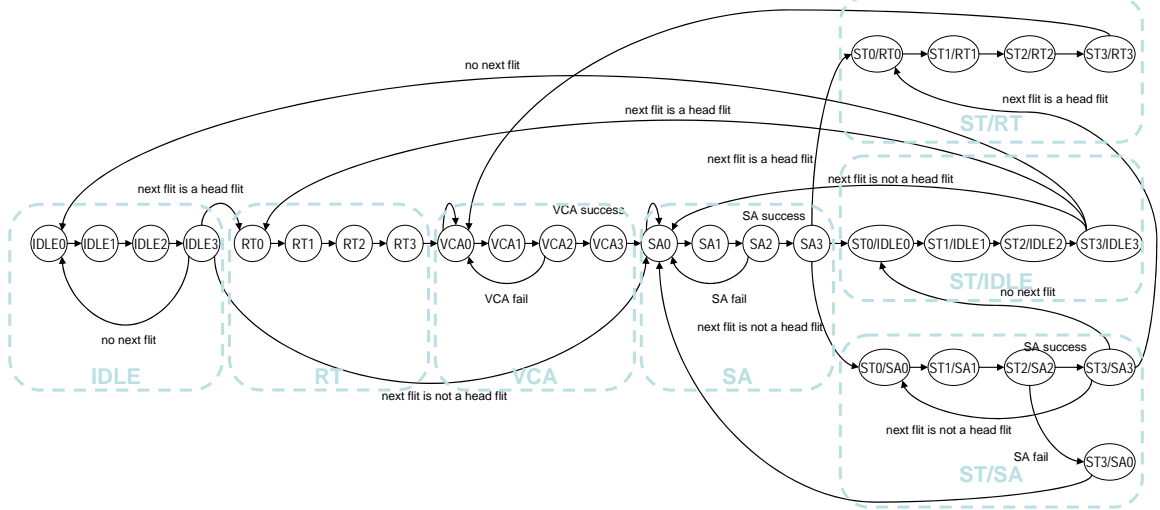 ST0/RT0
ST1/RT1
ST2/RT2
ST3/RT3
no next flit
next flit is a head flit
next flit is a head flit
ST/RT
next flit is a head flit
next flit is a head flit
next flit is not a head flit
VCA success
SA success
IDLE0
IDLE1
IDLE2
IDLE3
RT0
RT1
RT2
RT3
VCA0
VCA1
VCA2
VCA3
SA0
SA1
SA2
SA3
ST0/IDLE0
ST1/IDLE1
ST2/IDLE2
ST3/IDLE3
ST/IDLE
no next flit
VCA fail
SA fail
next flit is not a head flit
no next flit
SA success
ST0/SA0
ST1/SA1
ST2/SA2
ST3/SA3
IDLE
RT
VCA
SA
next flit is not a head flit
next flit is not a head flit
SA fail
ST3/SA0
ST/SA